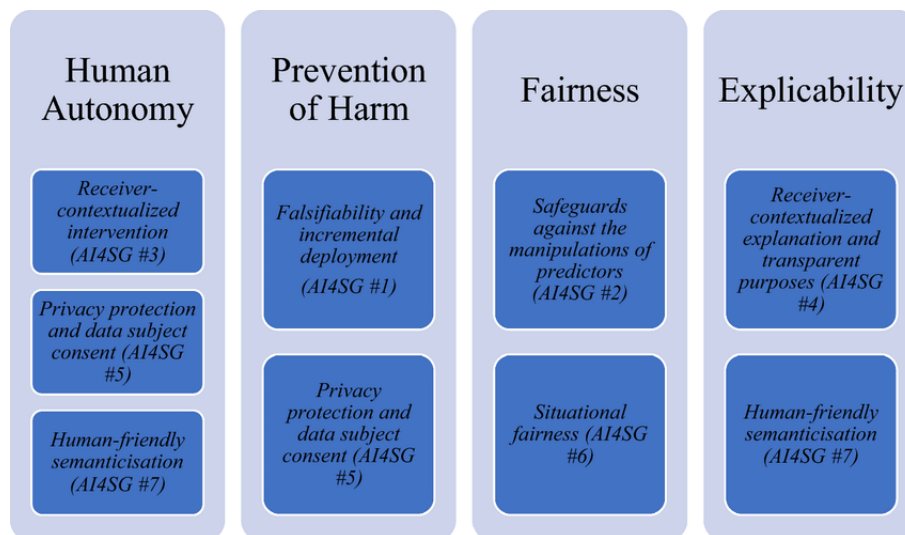 Human
Autonomy
Receiver-
contextualized
intervention
(AI4SG #3)
Privacy protection
and data subject
consent (AI4SG
#5)
Human-friendly
semanticisation
(AI4SG #7)
Prevention
of Harm
Falsifiability and
incremental
deployment
(AI4SG #1)
Privacy
protection and
data subject
consent (AI4SG
#5)
Fairness
Safeguards
against the
manipulations of
predictors
(AI4SG #2)
Situational
fairness (AI4SG
#6)
Explicability
Receiver-
contextualized
explanation and
transparent
purposes (AI4SG
#4)
Human-friendly
semanticisation
(AI4SG #7)